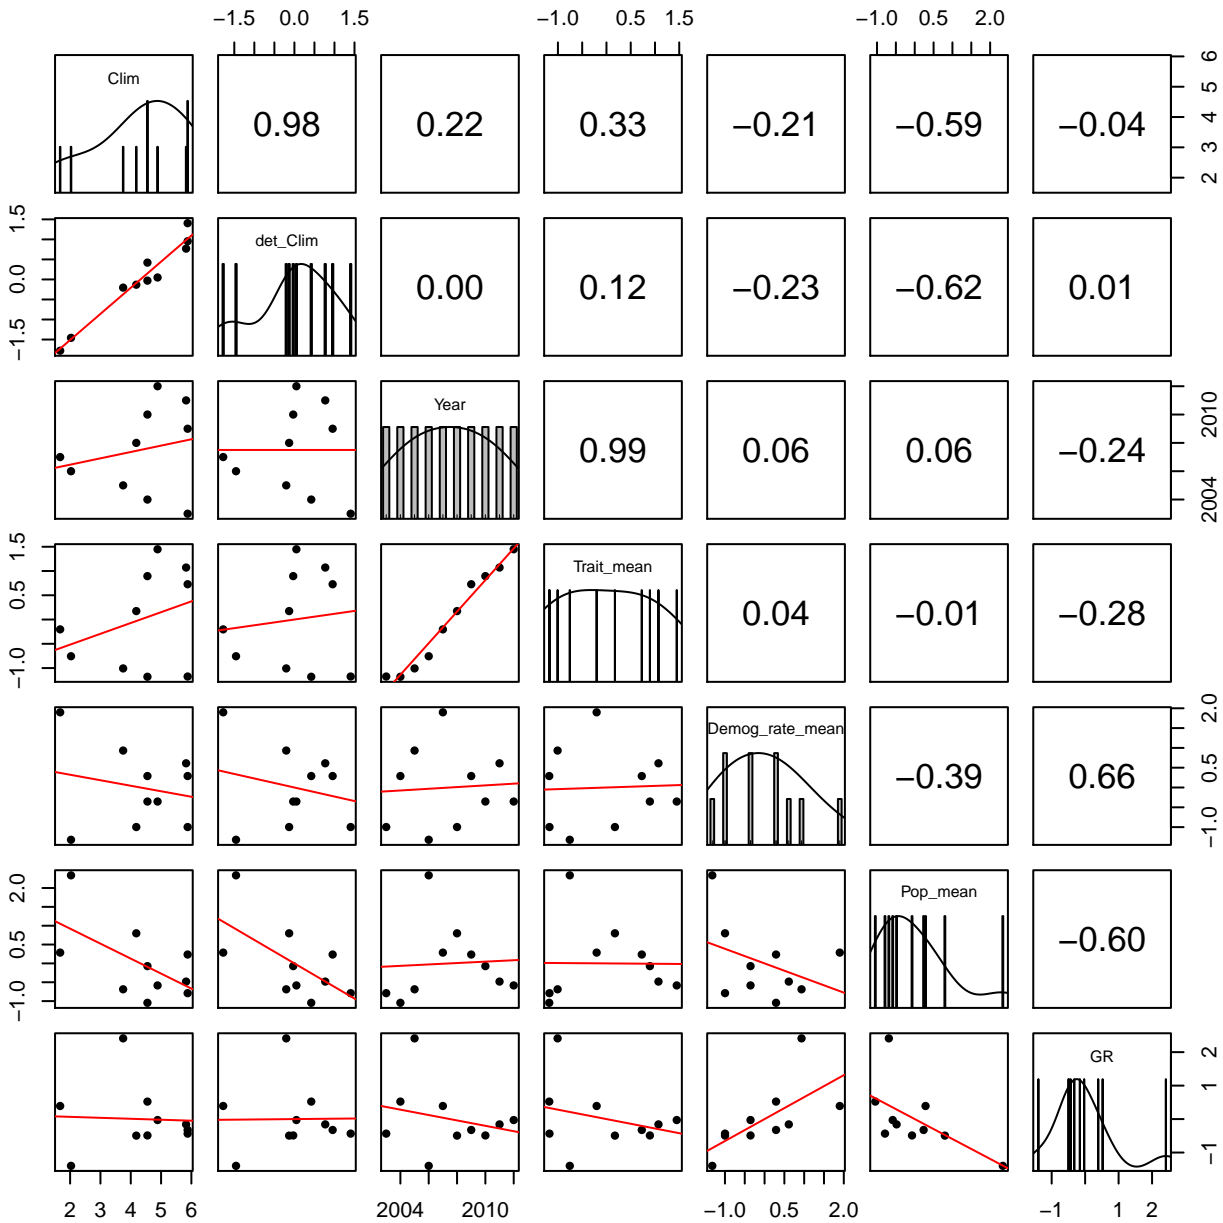 −1.5 0.0 1.5 −1.0 0.5 1.5 −1.0 0.5 2.0
Clim 0.98 0.22 0.33 −0.21 −0.59 −0.04 2 3 4 5 6
−1.5 0.0 1.5 det_Clim 0.00 0.12 −0.23 −0.62 0.01
Year 0.99 0.06 0.06 −0.24 2004 2010
−1.0 0.5 1.5 Trait_mean 0.04 −0.01 −0.28
Demog_rate_mean −0.39 0.66 −1.0 0.5 2.0
−1.0 0.5 2.0 Pop_mean −0.60
GR −1 1 2
2 3 4 5 6 2004 2010 −1.0 0.5 2.0 −1 1 2